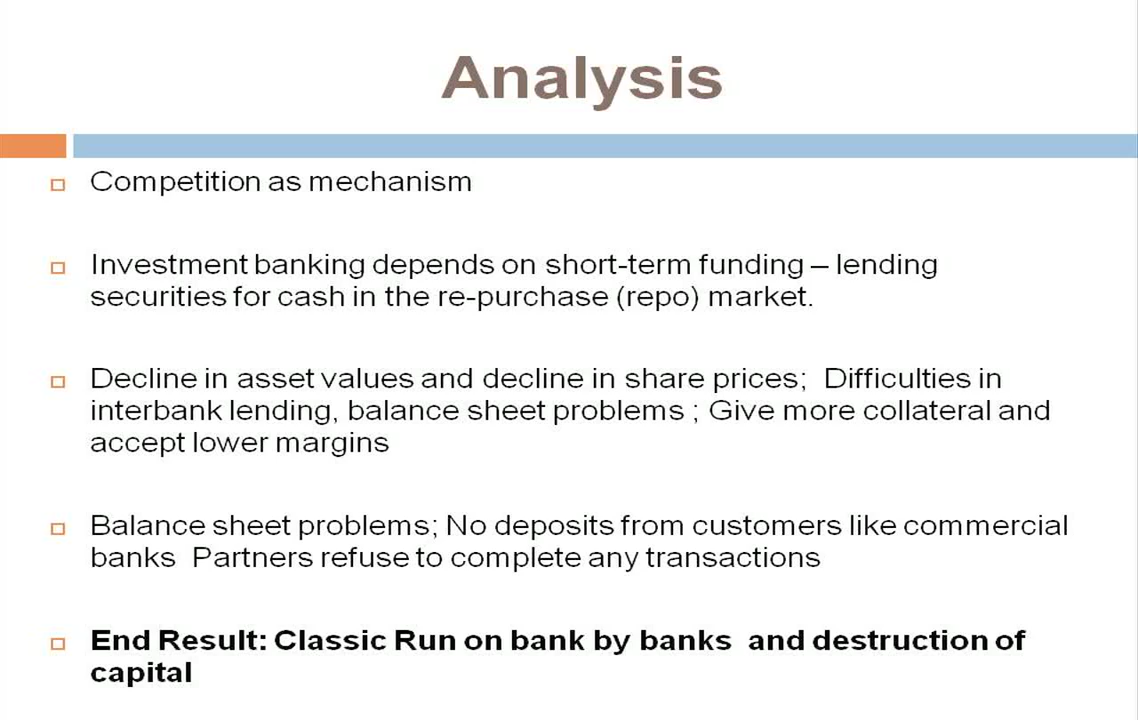 Analysis
Competition as mechanism
Investment banking depends on short-term funding – lending
securities for cash in the re-purchase (repo) market.
Decline in asset values and decline in share prices;  Difficulties in
interbank lending, balance sheet problems ; Give more collateral and
accept lower margins
Balance sheet problems; No deposits from customers like commercial
banks  Partners refuse to complete any transactions
End Result: Classic Run on bank by banks  and destruction of
capital